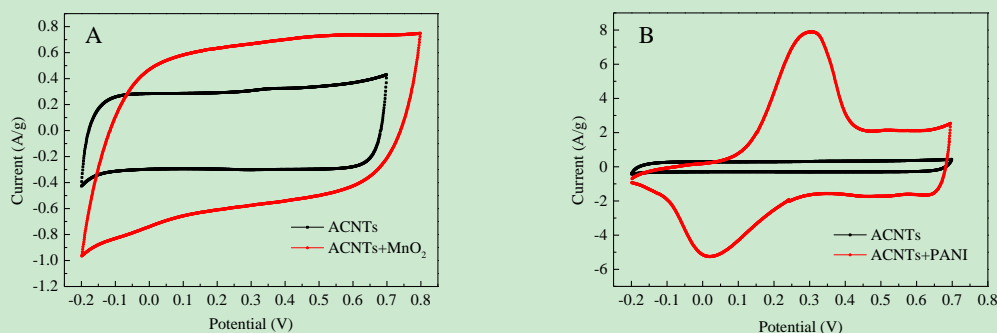 A
0.8
0.6
0.4
0.2
0.0
-0.2
-0.4
-0.6
-0.8
-1.0
-1.2
Current (A/g)
ACNTs
ACNTs+MnO₂
-0.2 -0.1 0.0 0.1 0.2 0.3 0.4 0.5 0.6 0.7 0.8
Potential (V)
B
8
6
4
2
0
-2
-4
-6
Current (A/g)
ACNTs
ACNTs+PANI
-0.2 -0.1 0.0 0.1 0.2 0.3 0.4 0.5 0.6 0.7 0.8
Potential (V)